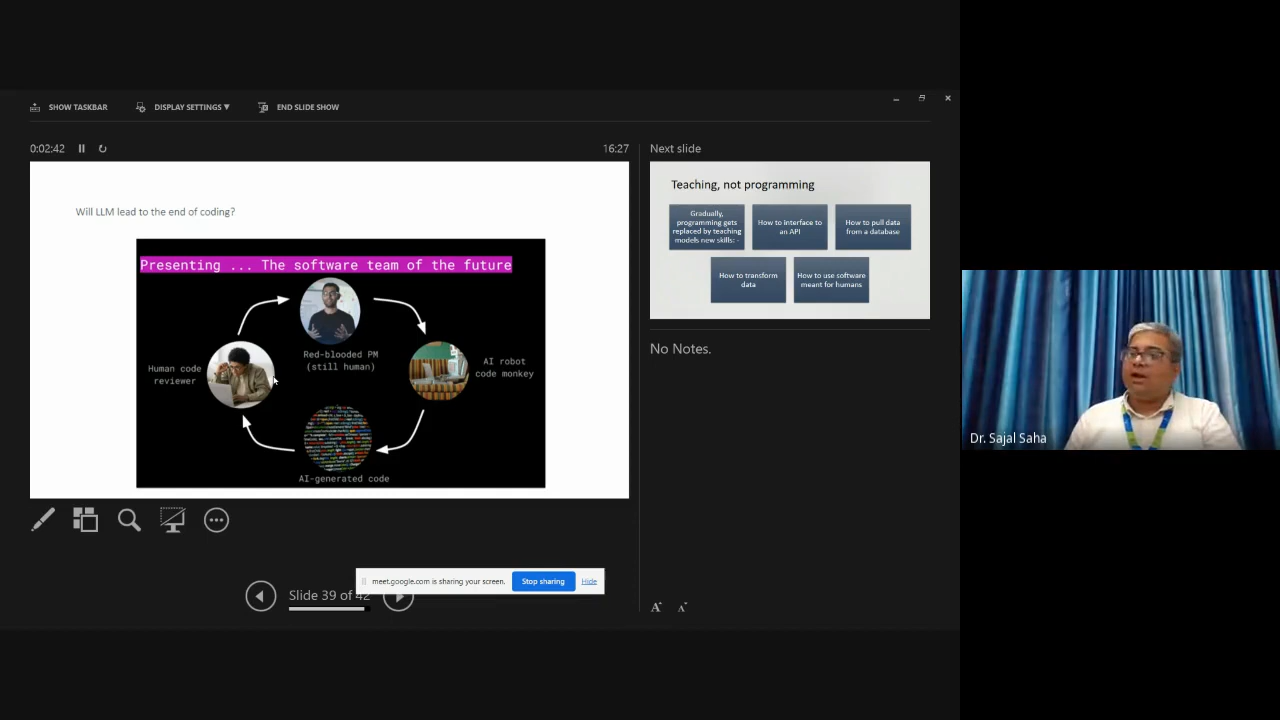 SHOW TASKBAR
DISPLAY SETTINGS ▼
END SLIDE SHOW
0:02:42
16:27
Next slide
Will LLM lead to the end of coding?
Presenting ... The software team of the future
Red-blooded PM
(still human)
AI robot
code monkey
Human code
reviewer
AI-generated code
Teaching, not programming
Gradually,
programming gets
replaced by teaching
models new skills: -
How to interface to
an API
How to pull data
from a database
How to transform
data
How to use software
meant for humans
No Notes.
Dr. Sajal Saha
meet.google.com is sharing your screen.
Stop sharing
Hide
Slide 39 of 42
A
A